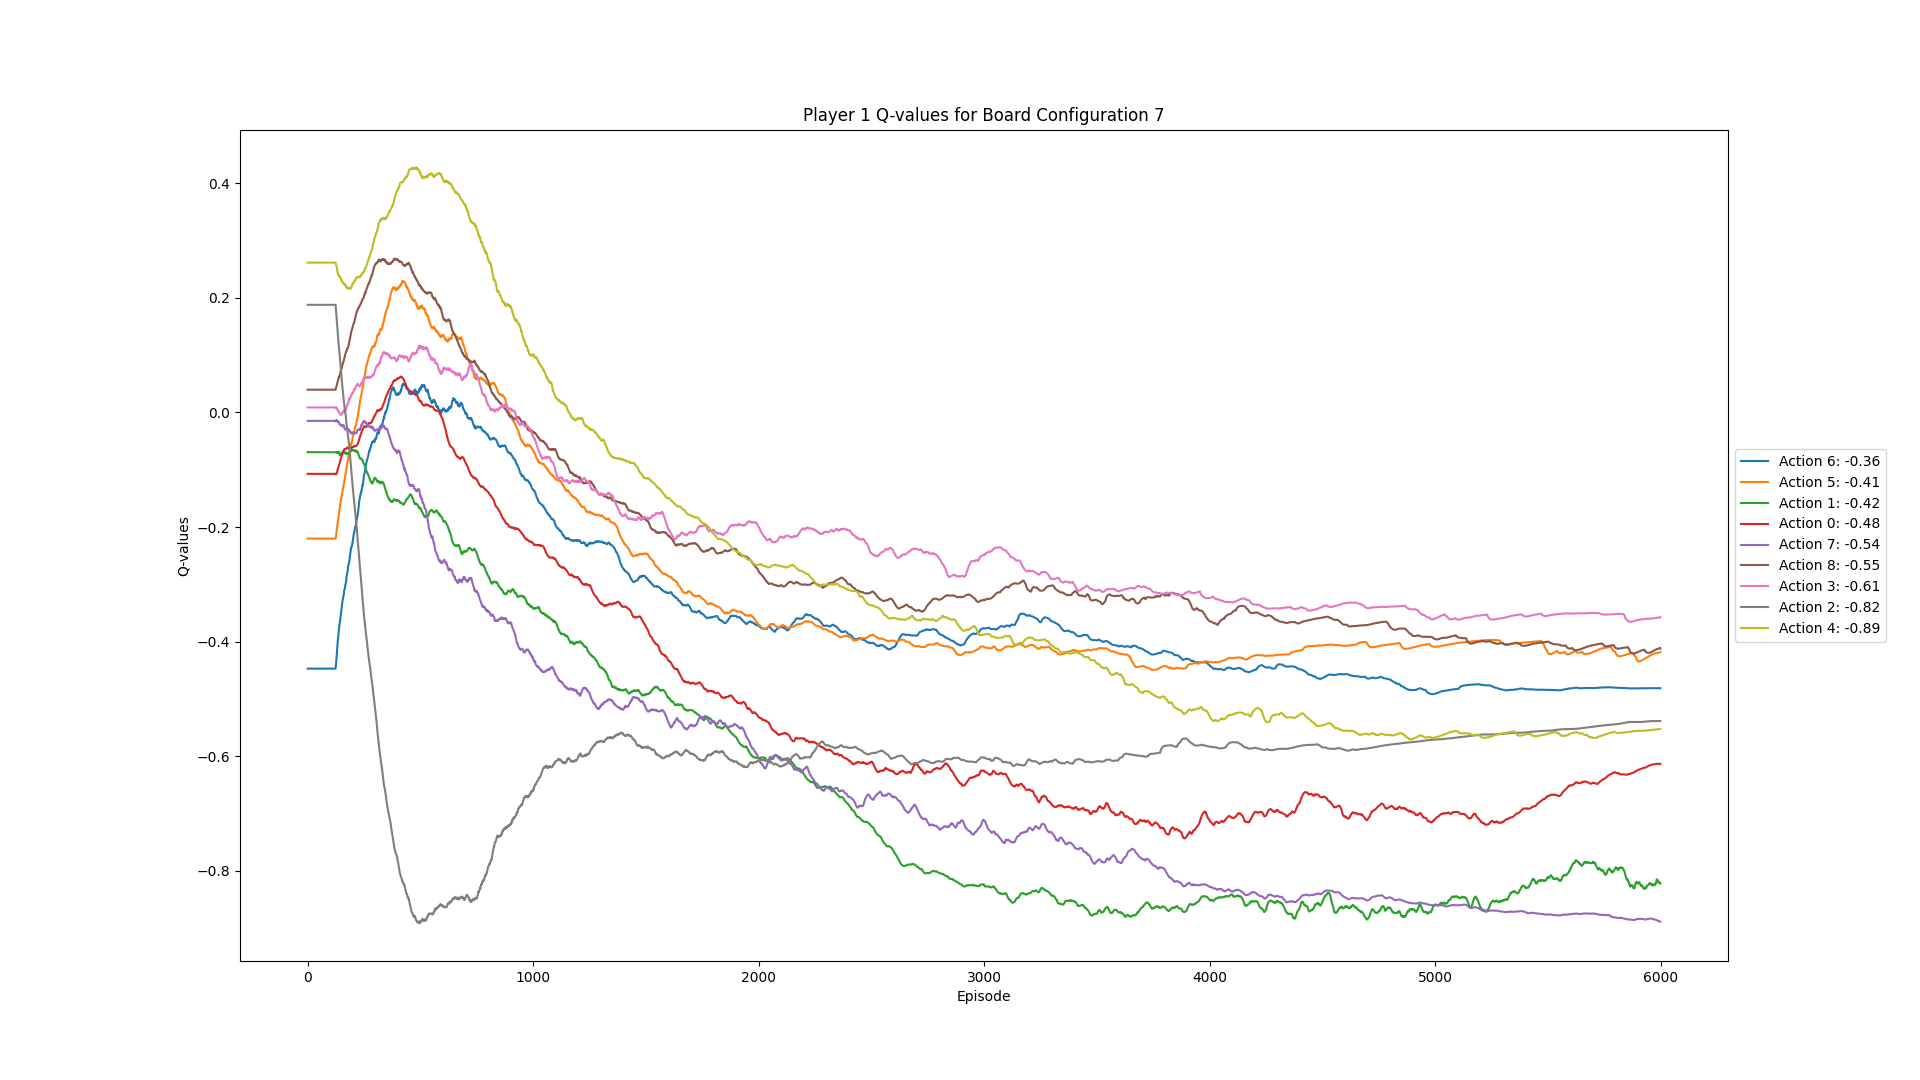 Player 1 Q-values for Board Configuration 7
Q-values
0.4
0.2
0.0
−0.2
−0.4
−0.6
−0.8
0
1000
2000
3000
4000
5000
6000
Episode
Action 6: -0.36
Action 5: -0.41
Action 1: -0.42
Action 0: -0.48
Action 7: -0.54
Action 8: -0.55
Action 3: -0.61
Action 2: -0.82
Action 4: -0.89